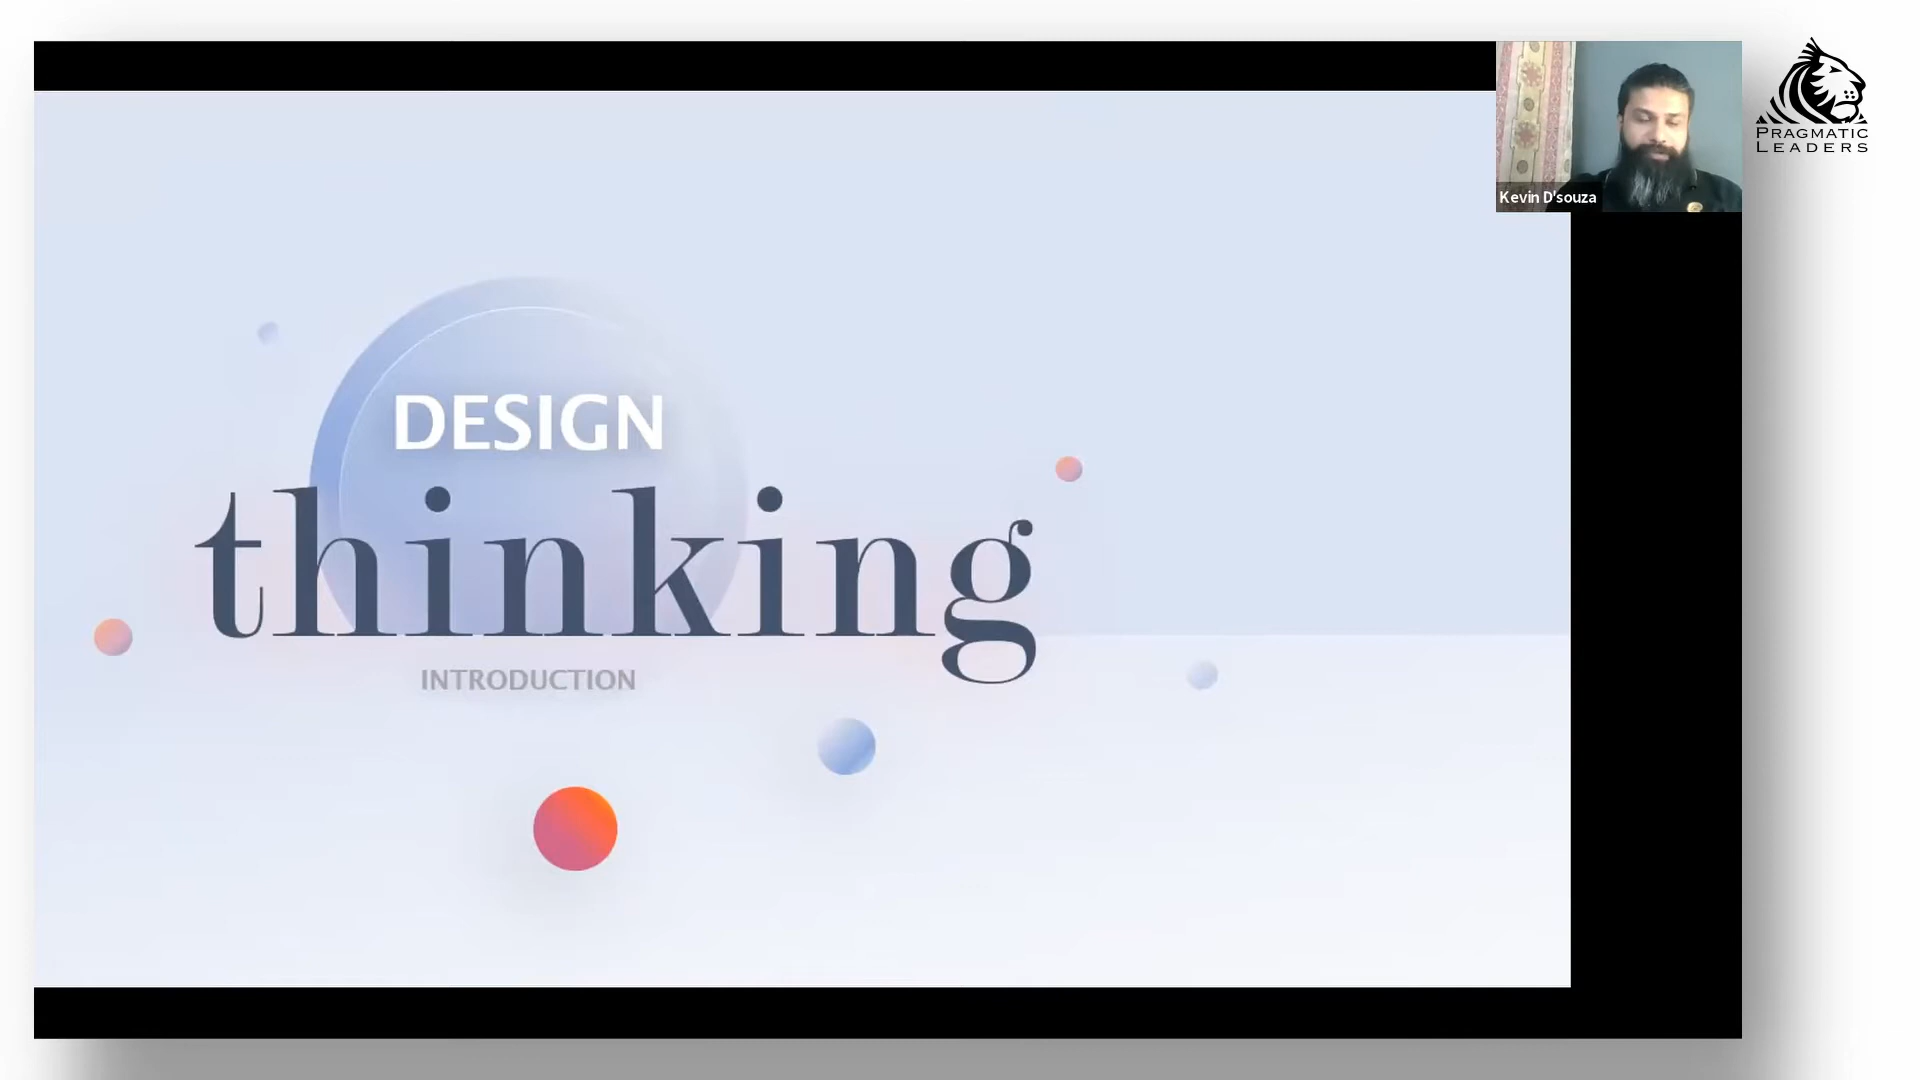 DESIGN
thinking
INTRODUCTION
Kevin D'souza
PRAGMATIC
LEADERS